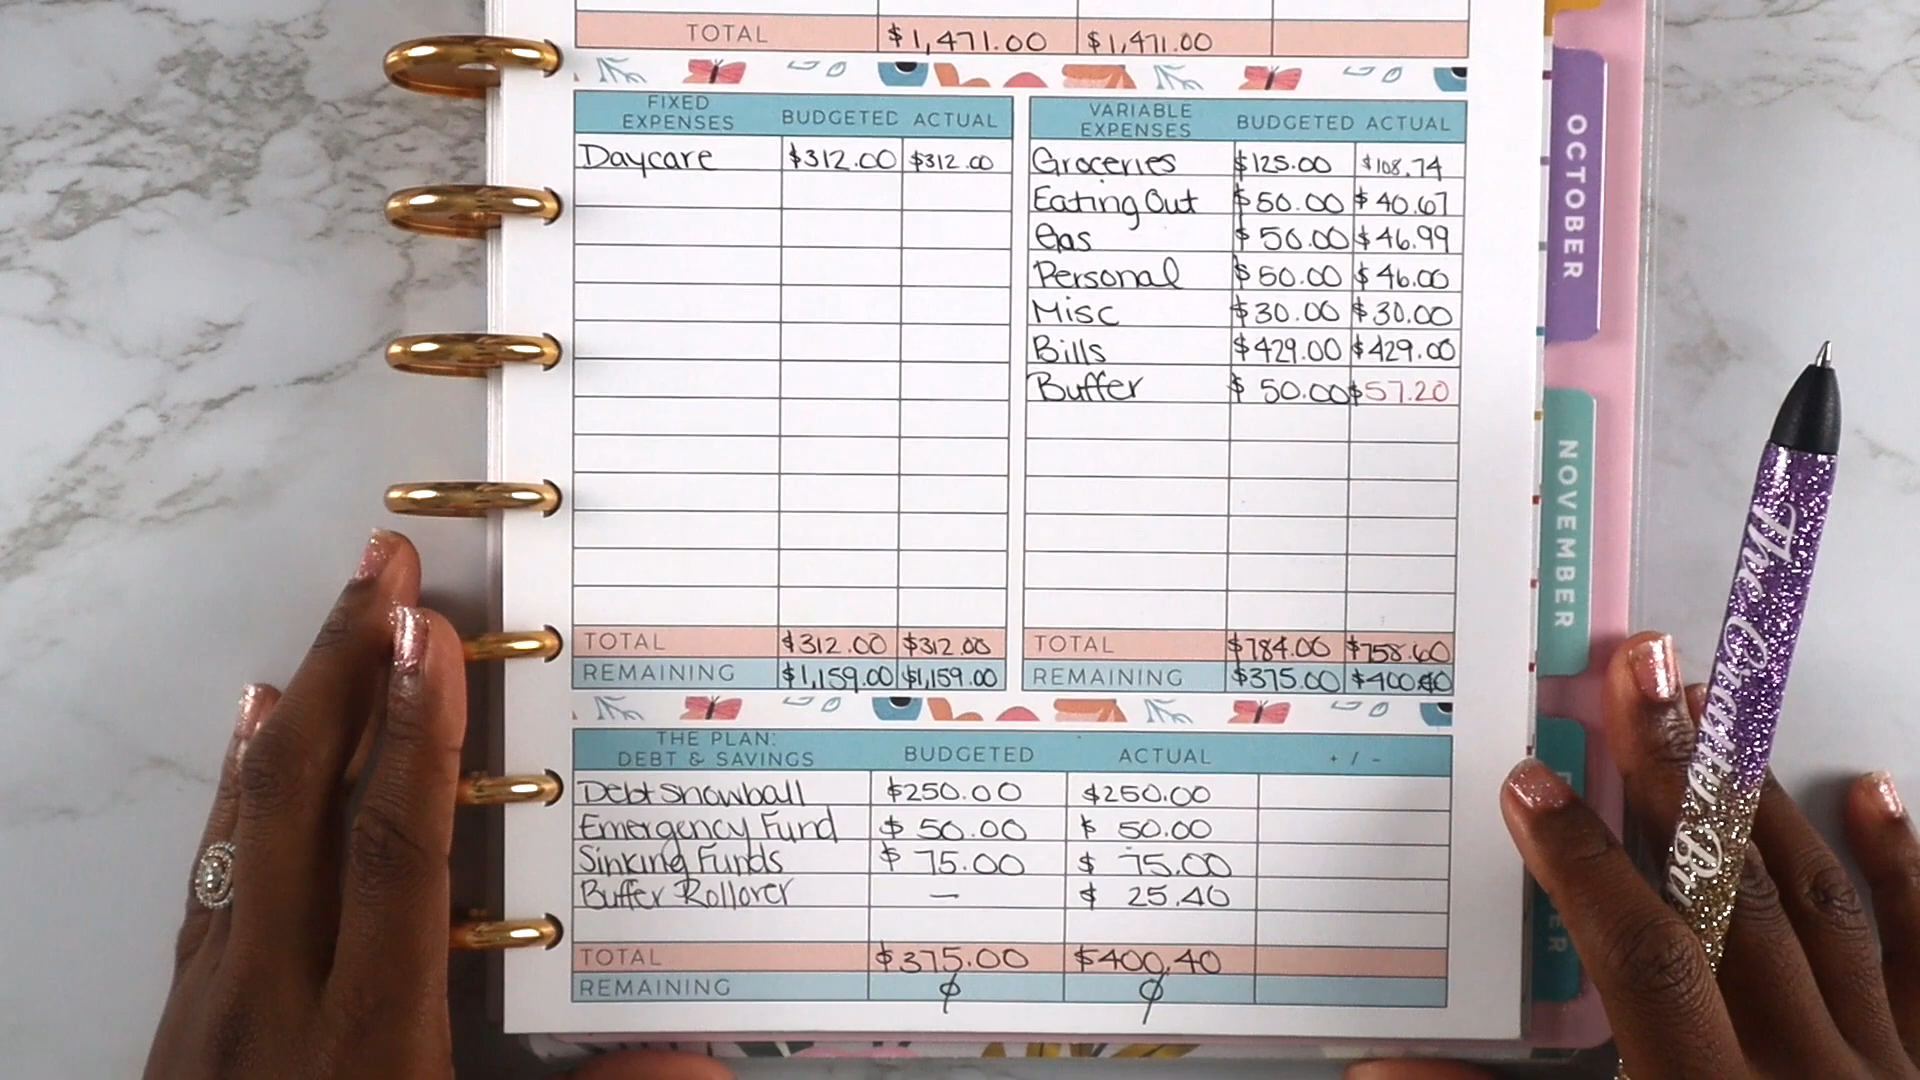 TOTAL $1,471.00 $1,471.00
FIXED EXPENSES BUDGETED ACTUAL
Daycare $312.00 $312.00
TOTAL $312.00 $312.00
REMAINING $1,159.00 $1,159.00
VARIABLE EXPENSES BUDGETED ACTUAL
Groceries $125.00 $108.74
Eating Out $50.00 $40.67
Gas $50.00 $46.99
Personal $50.00 $46.00
Misc $30.00 $30.00
Bills $429.00 $429.00
Buffer $50.00 $57.20
TOTAL $784.00 $758.60
REMAINING $375.00 $400.40
THE PLAN: DEBT & SAVINGS BUDGETED ACTUAL + / -
Debt Snowball $250.00 $250.00
Emergency Fund $50.00 $50.00
Sinking Funds $75.00 $75.00
Buffer Rollover — $25.40
TOTAL $375.00 $400.40
REMAINING ∅ ∅
OCTOBER
NOVEMBER